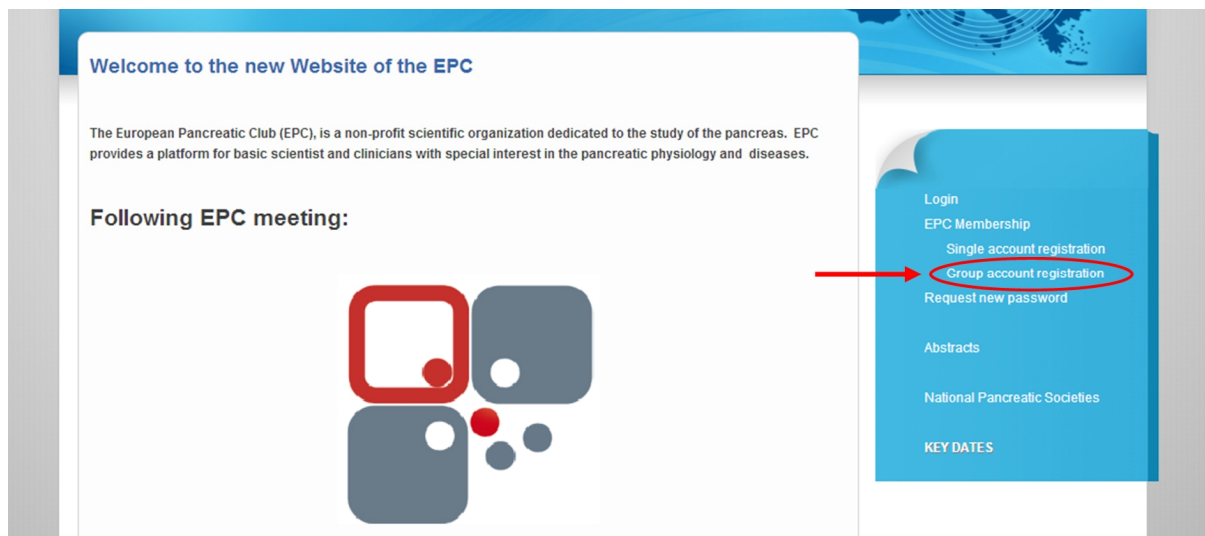 Welcome to the new Website of the EPC
The European Pancreatic Club (EPC), is a non-profit scientific organization dedicated to the study of the pancreas. EPC
provides a platform for basic scientist and clinicians with special interest in the pancreatic physiology and diseases.
Following EPC meeting:
Login
EPC Membership
Single account registration
Group account registration
Request new password
Abstracts
National Pancreatic Societies
KEY DATES